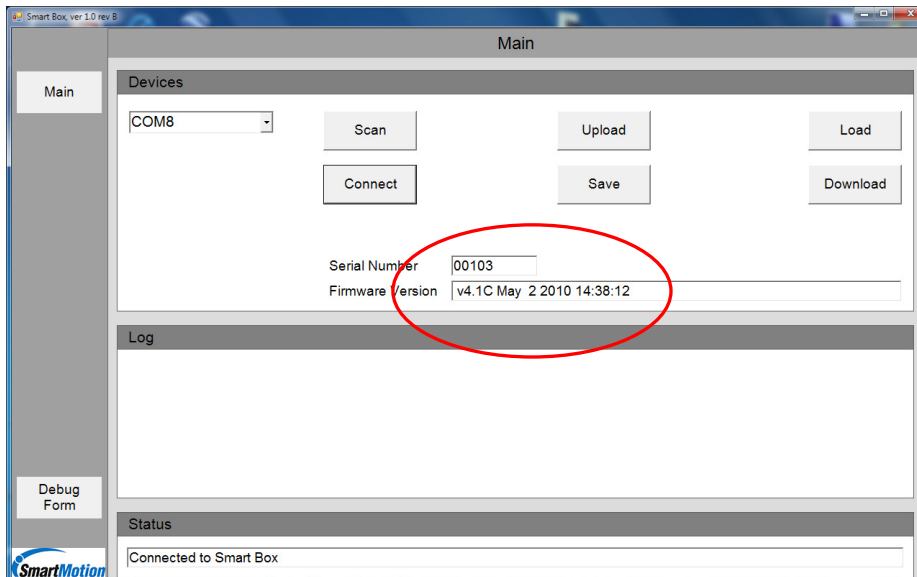 Smart Box, ver 1.0 rev B
Main
Main
Devices
COM8
Scan
Upload
Load
Connect
Save
Download
Serial Number 00103
Firmware Version v4.1C May  2 2010 14:38:12
Log
Debug
Form
Status
Connected to Smart Box
SmartMotion